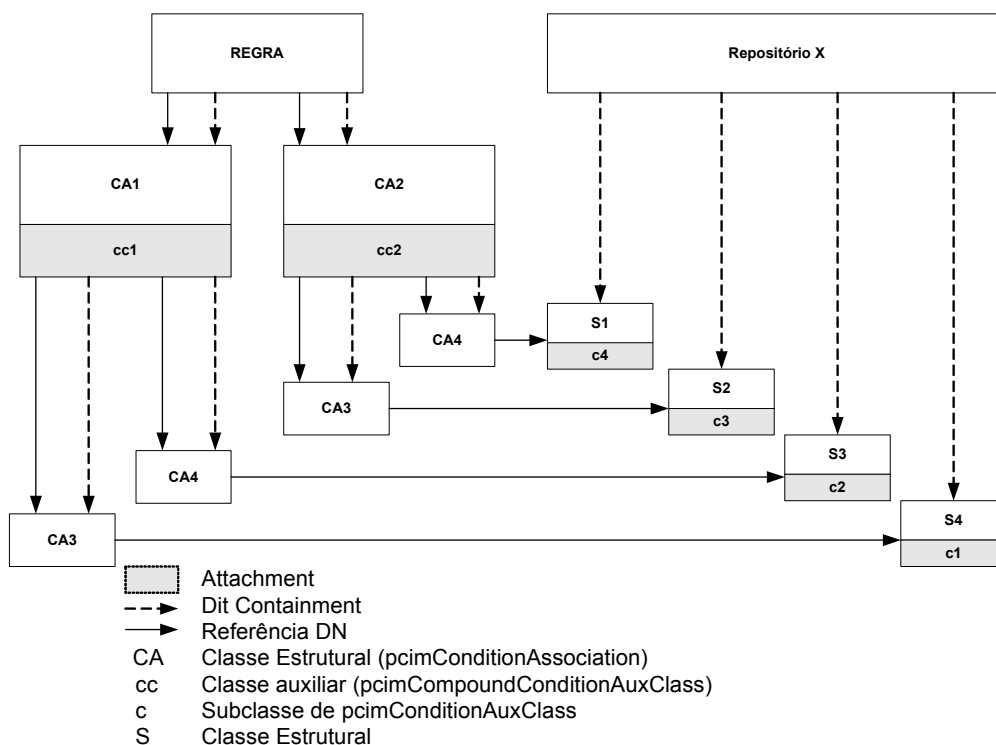 REGRA
Repositório X
CA1
CA2
cc1
cc2
S1
CA4
c4
S2
CA3
c3
S3
CA4
c2
S4
CA3
c1
Attachment
Dit Containment
Referência DN
CA Classe Estrutural (pcimConditionAssociation)
cc Classe auxiliar (pcimCompoundConditionAuxClass)
c Subclasse de pcimConditionAuxClass
S Classe Estrutural